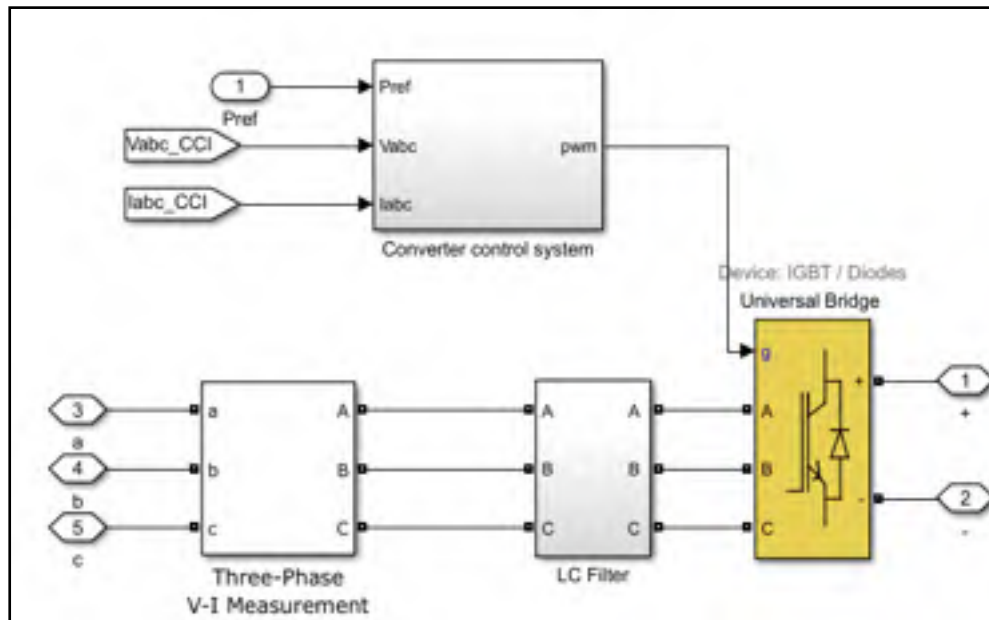 1
Pref
Pref
Vabc_CCI
Vabc
pwm
Iabc_CCI
Iabc
Converter control system
Device: IGBT / Diodes
Universal Bridge
g
+
1
+
3
a
A
A
A
A
a
4
b
B
B
B
B
-
2
-
b
5
c
C
C
C
C
c
Three-Phase
V-I Measurement
LC Filter